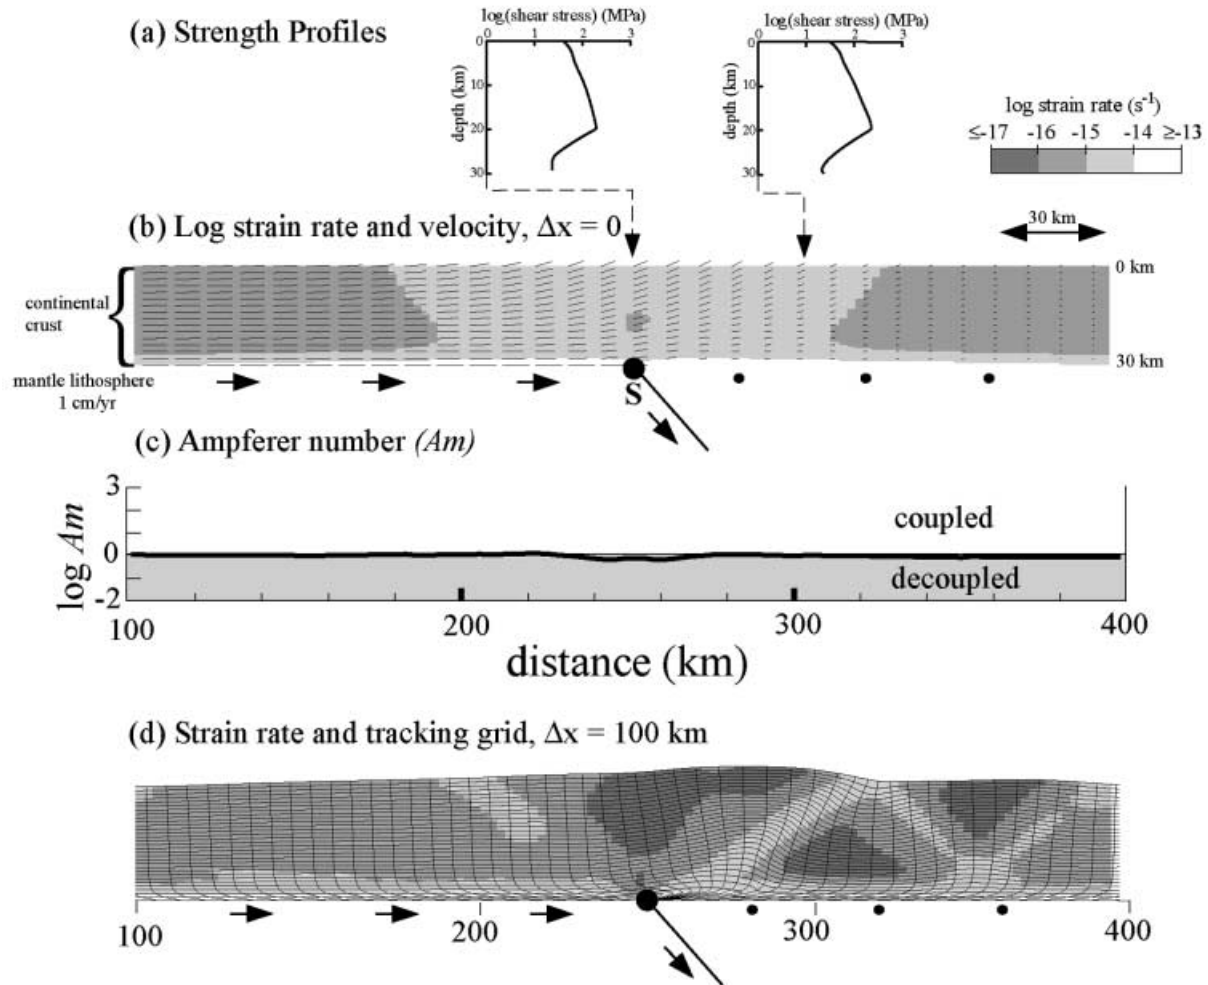 (a) Strength Profiles
log(shear stress) (MPa)
0 1 2 3
0
10
20
30
depth (km)
log(shear stress) (MPa)
0 1 2 3
0
10
20
30
depth (km)
log strain rate (s⁻¹)
≤-17 -16 -15 -14 ≥-13
(b) Log strain rate and velocity, Δx = 0
30 km
0 km
continental
crust
30 km
mantle lithosphere
1 cm/yr
S
(c) Ampferer number (Am)
log Am
3
0
-2
coupled
decoupled
100 200 300 400
distance (km)
(d) Strain rate and tracking grid, Δx = 100 km
100 200 300 400